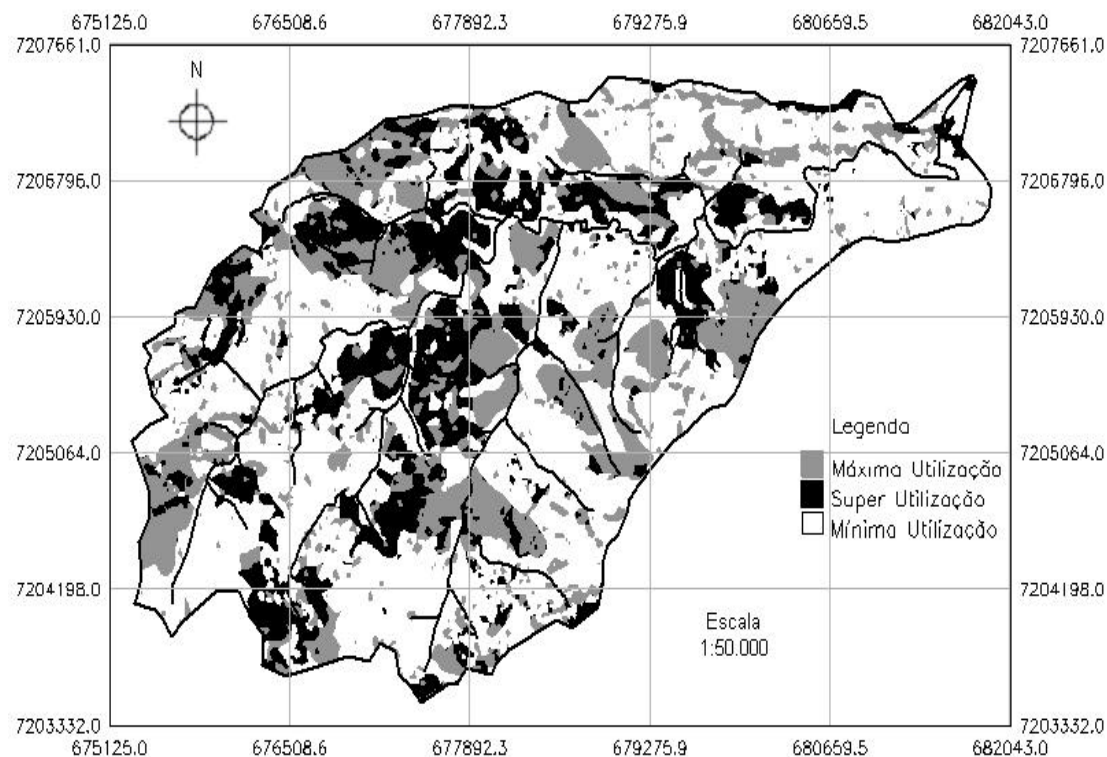 675125.0 676508.6 677892.3 679275.9 680659.5 682043.0
7207661.0 7207661.0
N
7206796.0 7206796.0
7205930.0 7205930.0
Legenda
7205064.0 7205064.0
Máxima Utilização
Super Utilização
Mínima Utilização
7204198.0 7204198.0
Escala
1:50.000
7203332.0 7203332.0
675125.0 676508.6 677892.3 679275.9 680659.5 682043.0